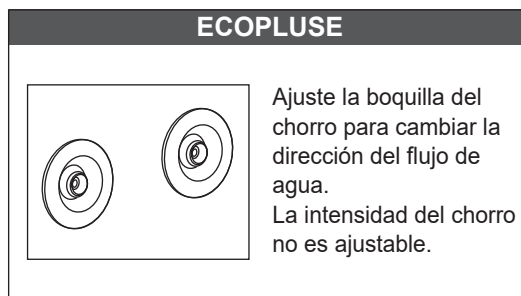 ECOPLUSE
Ajuste la boquilla del
chorro para cambiar la
dirección del flujo de
agua.
La intensidad del chorro
no es ajustable.